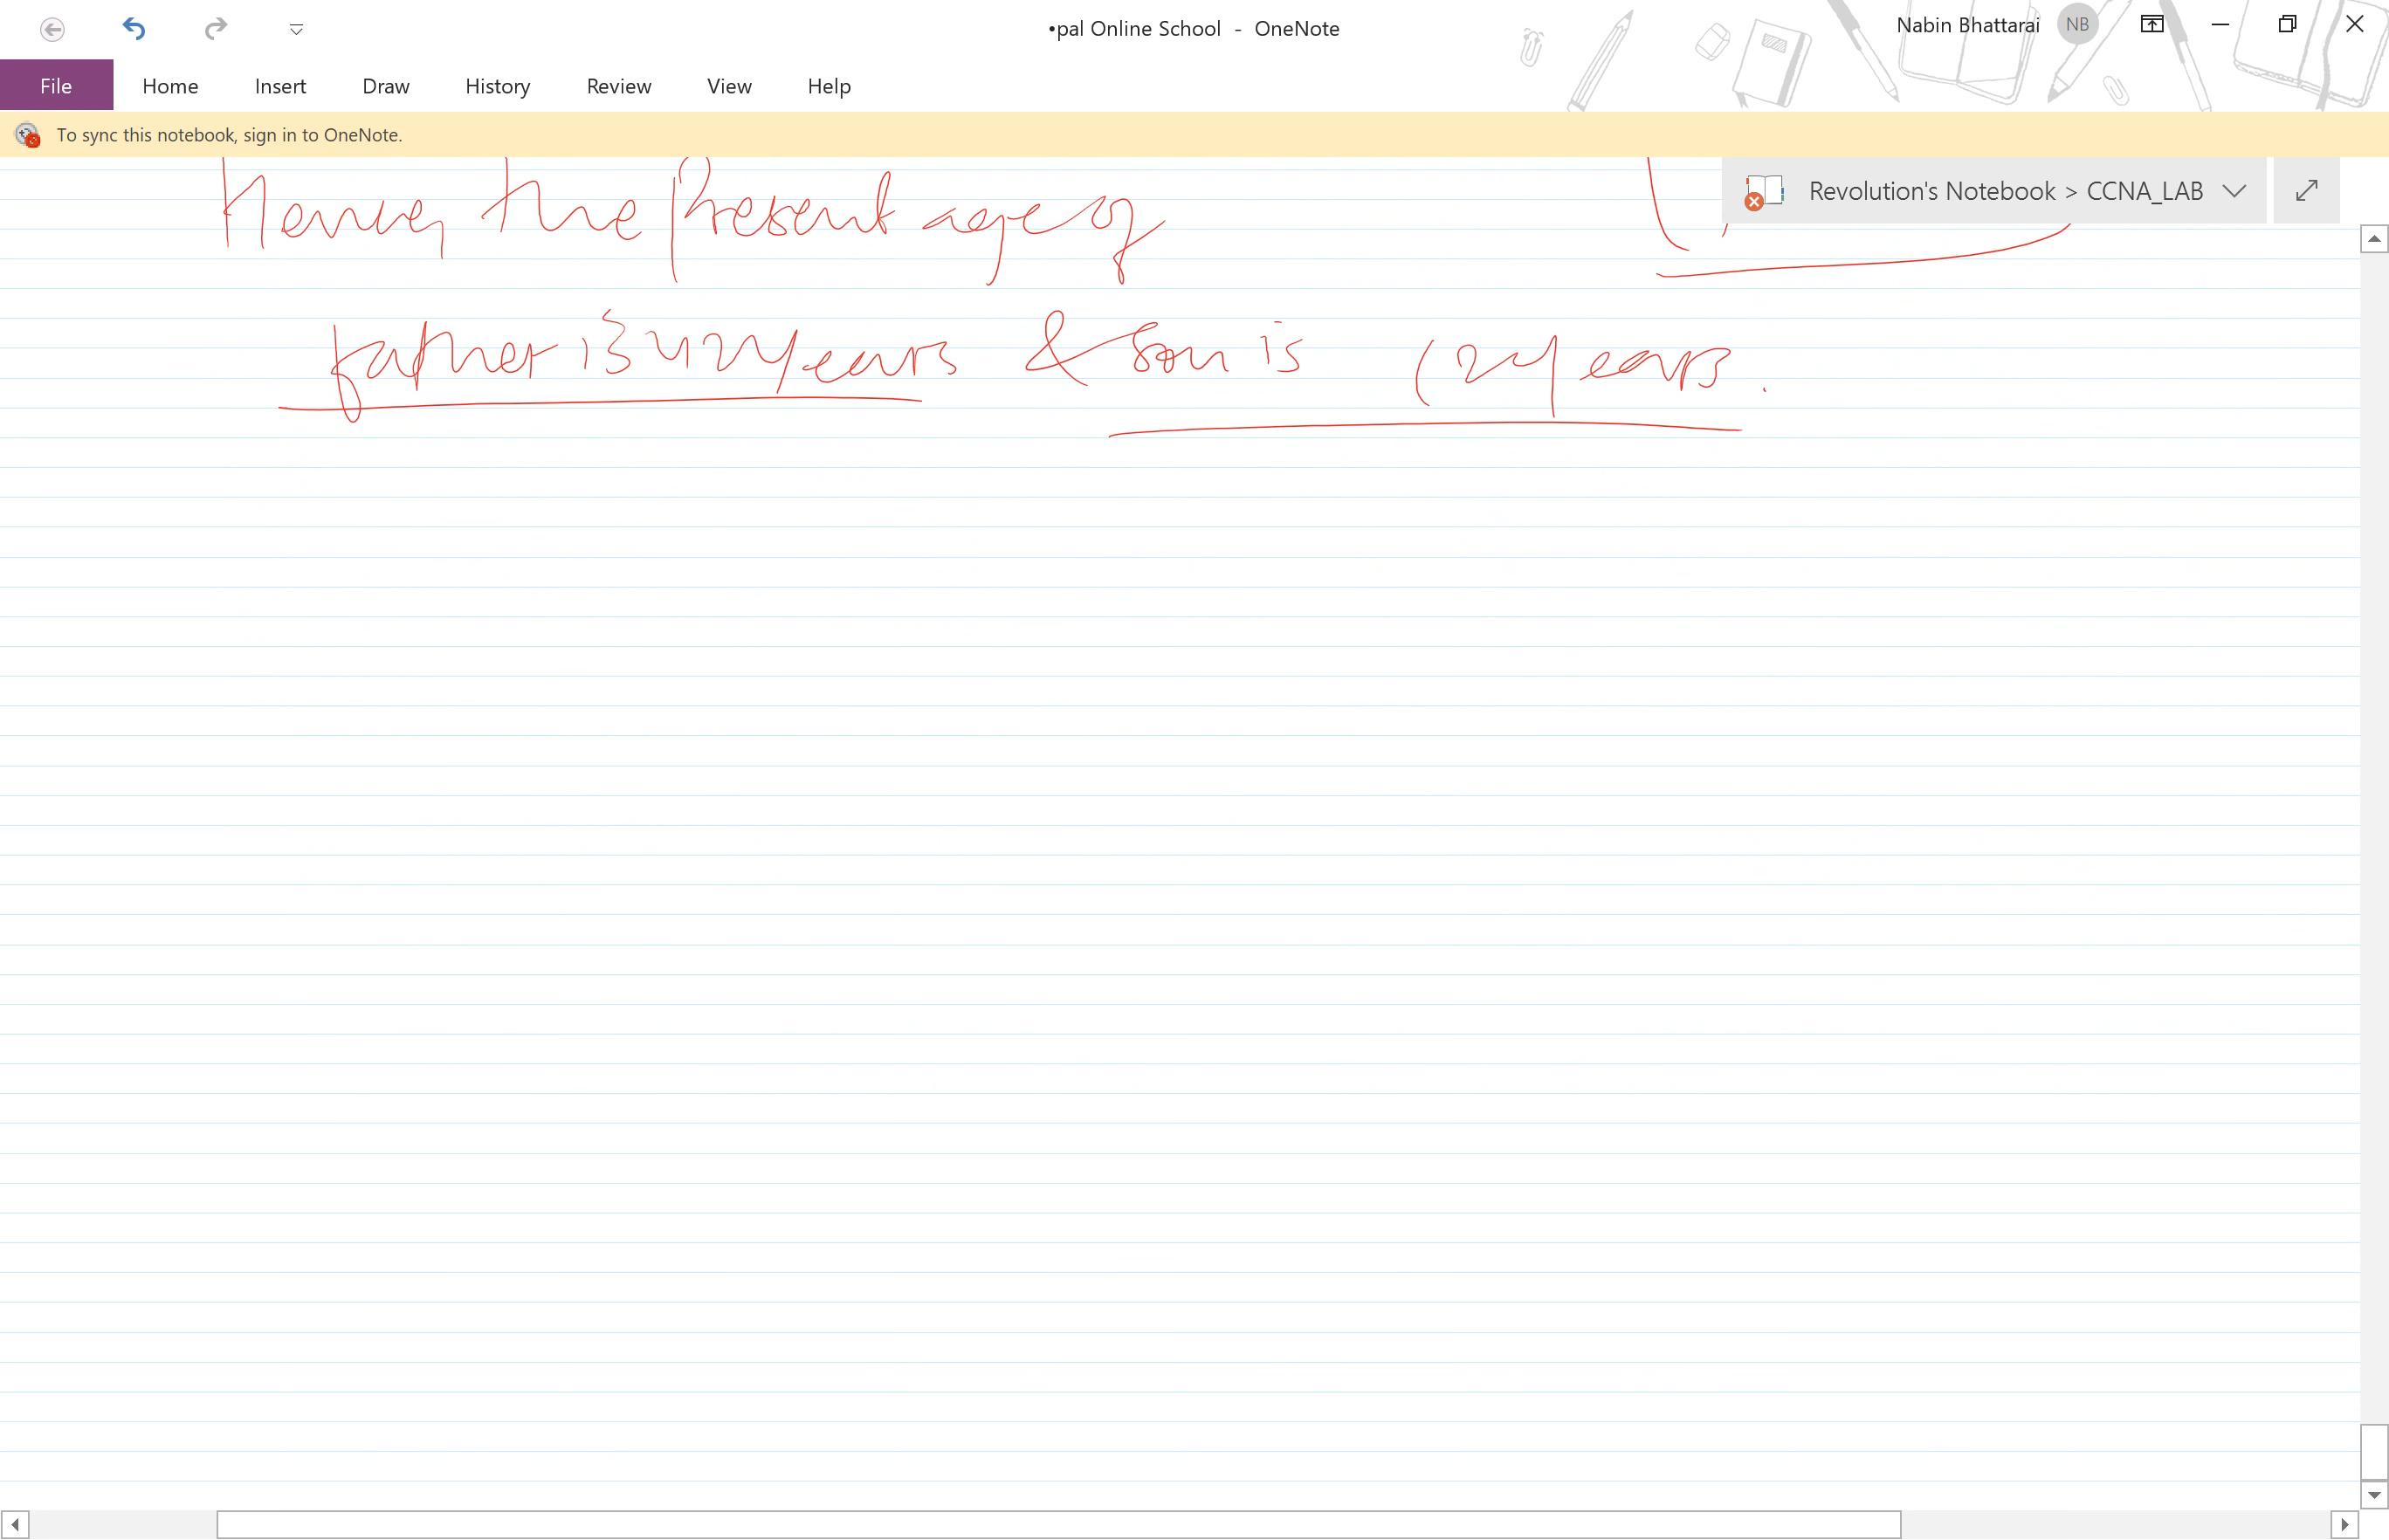 •pal Online School - OneNote
Nabin Bhattarai NB
File Home Insert Draw History Review View Help
To sync this notebook, sign in to OneNote.
Revolution's Notebook > CCNA_LAB
Hence, the Present age of
father is 42 years & son is 12 years.